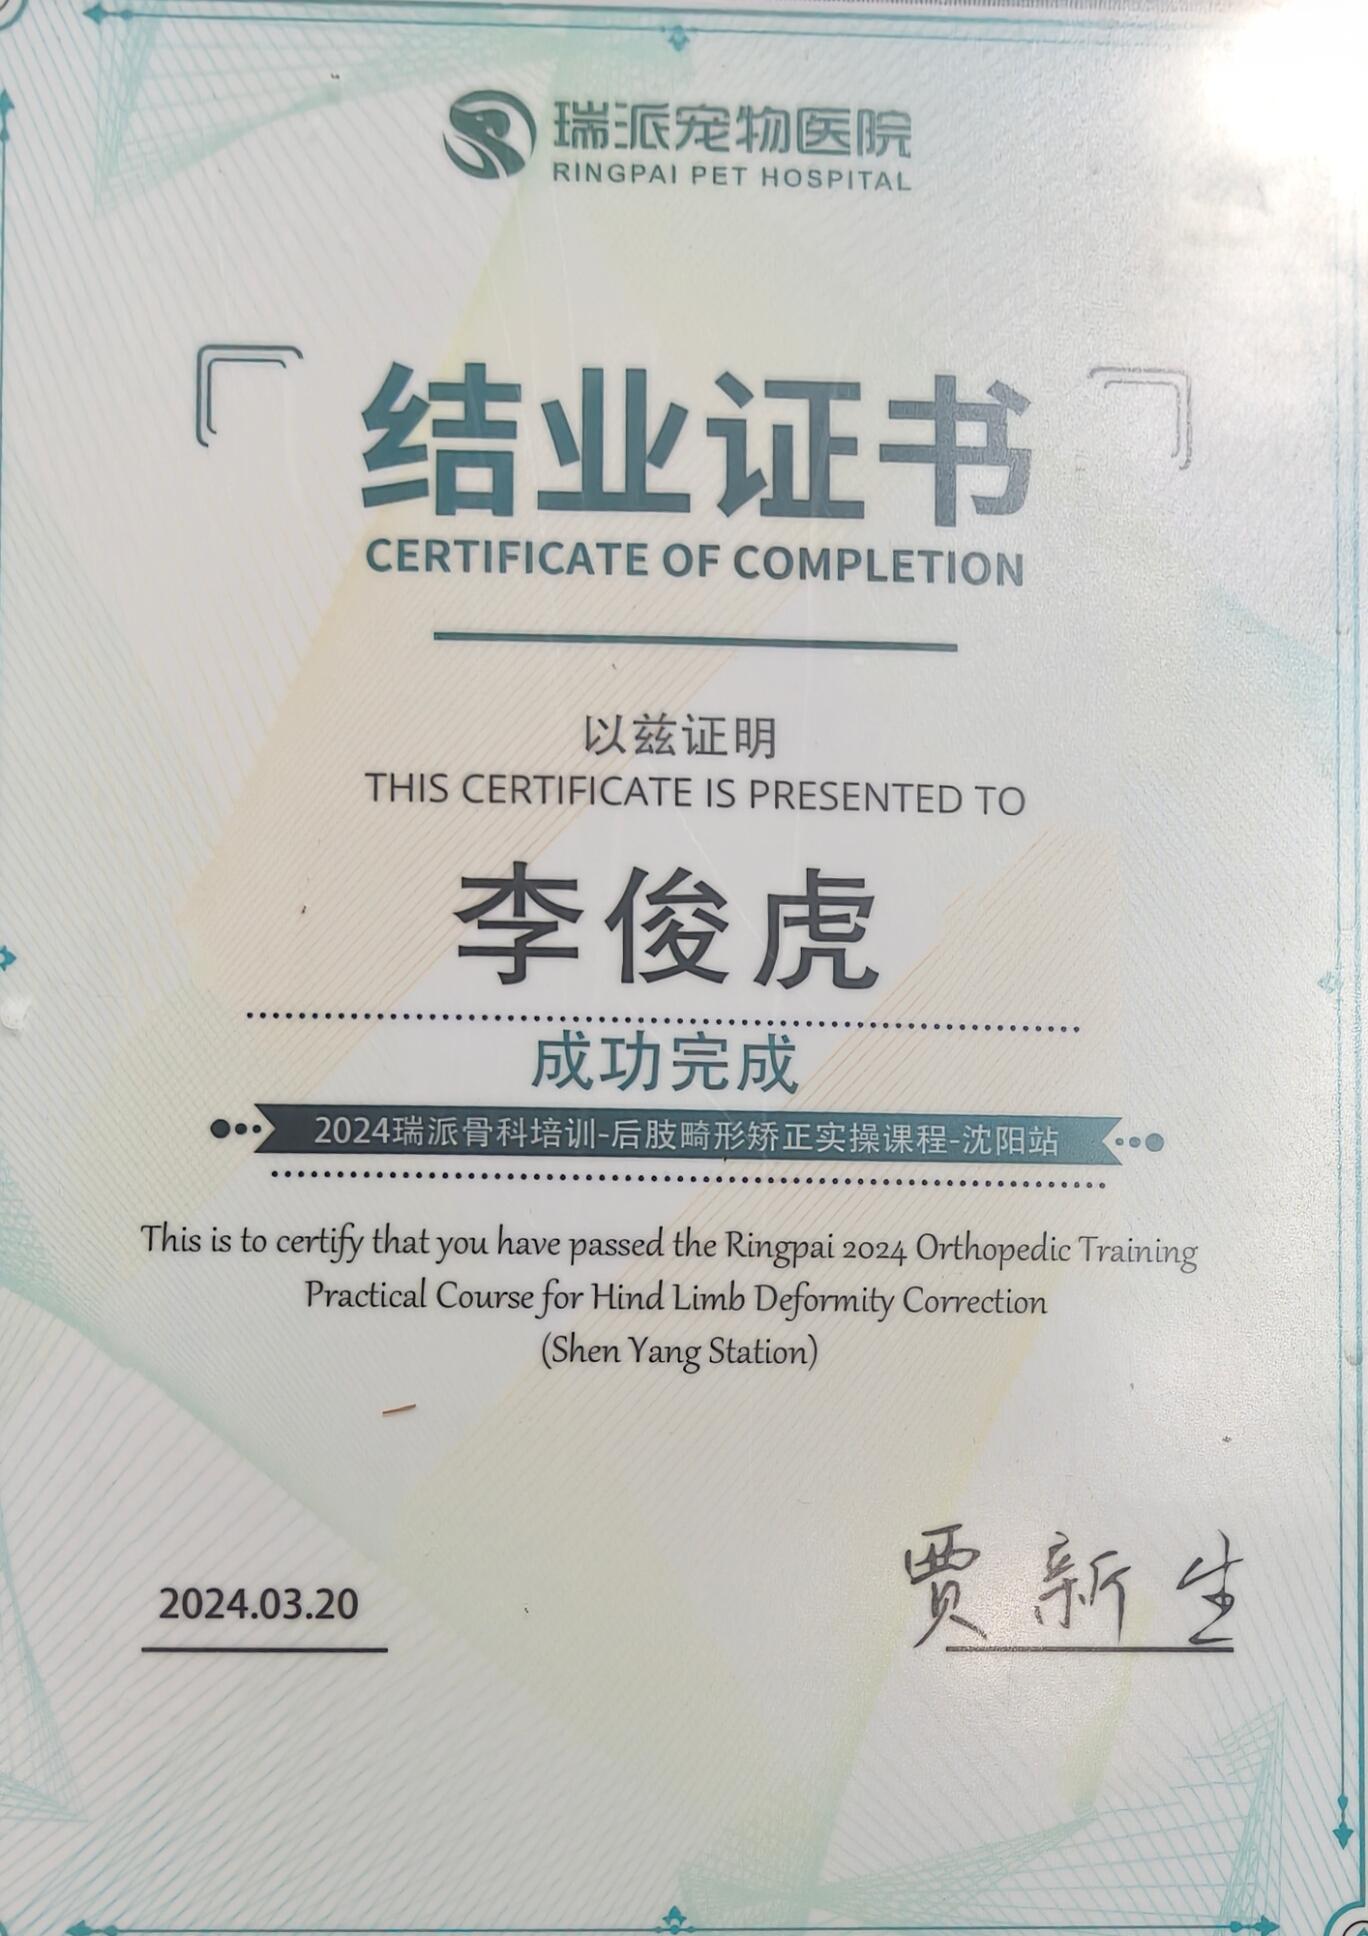 瑞派宠物医院
RINGPAI PET HOSPITAL
结业证书
CERTIFICATE OF COMPLETION
以兹证明
THIS CERTIFICATE IS PRESENTED TO
李俊虎
成功完成
2024瑞派骨科培训-后肢畸形矫正实操课程-沈阳站
This is to certify that you have passed the Ringpai 2024 Orthopedic Training
Practical Course for Hind Limb Deformity Correction
(Shen Yang Station)
2024.03.20
贾新生